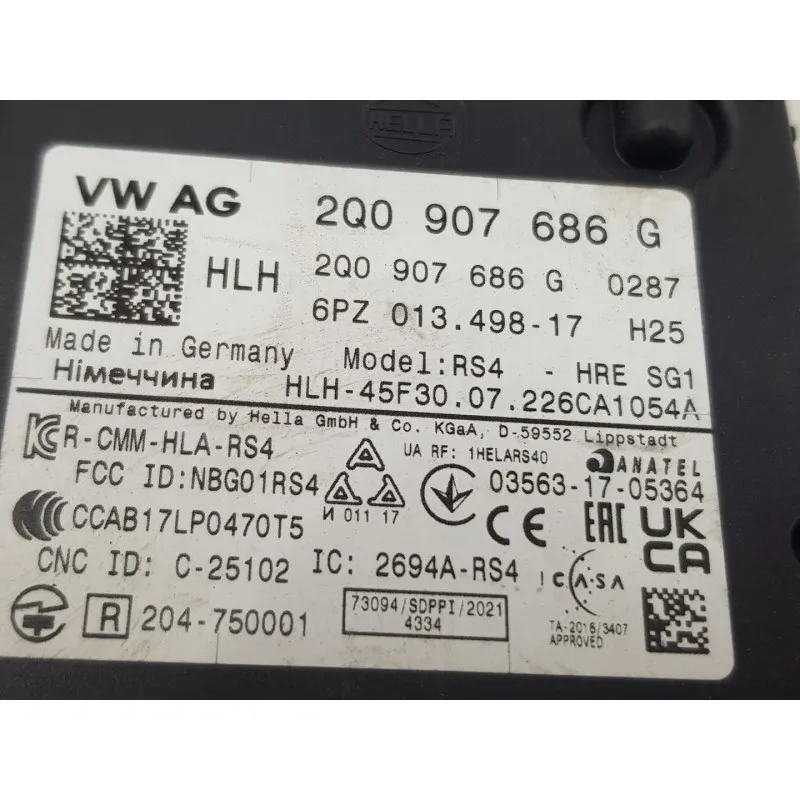 HELLA
VW AG 2Q0 907 686 G
HLH 2Q0 907 686 G 0287
6PZ 013.498-17 H25
Made in Germany Model:RS4 - HRE SG1
Німеччина HLH-45F30.07.226CA1054A
Manufactured by Hella GmbH & Co. KGaA, D-59552 Lippstadt
R-CMM-HLA-RS4 UA RF: 1HELARS40 ANATEL
FCC ID:NBG01RS4 03563-17-05364
И 011 17
CCAB17LP0470T5 CE EAC UK
CA
CNC ID: C-25102 IC: 2694A-RS4 ICASA
R 204-750001 73094/SDPPI/2021
4334
TA-2016/3407
APPROVED